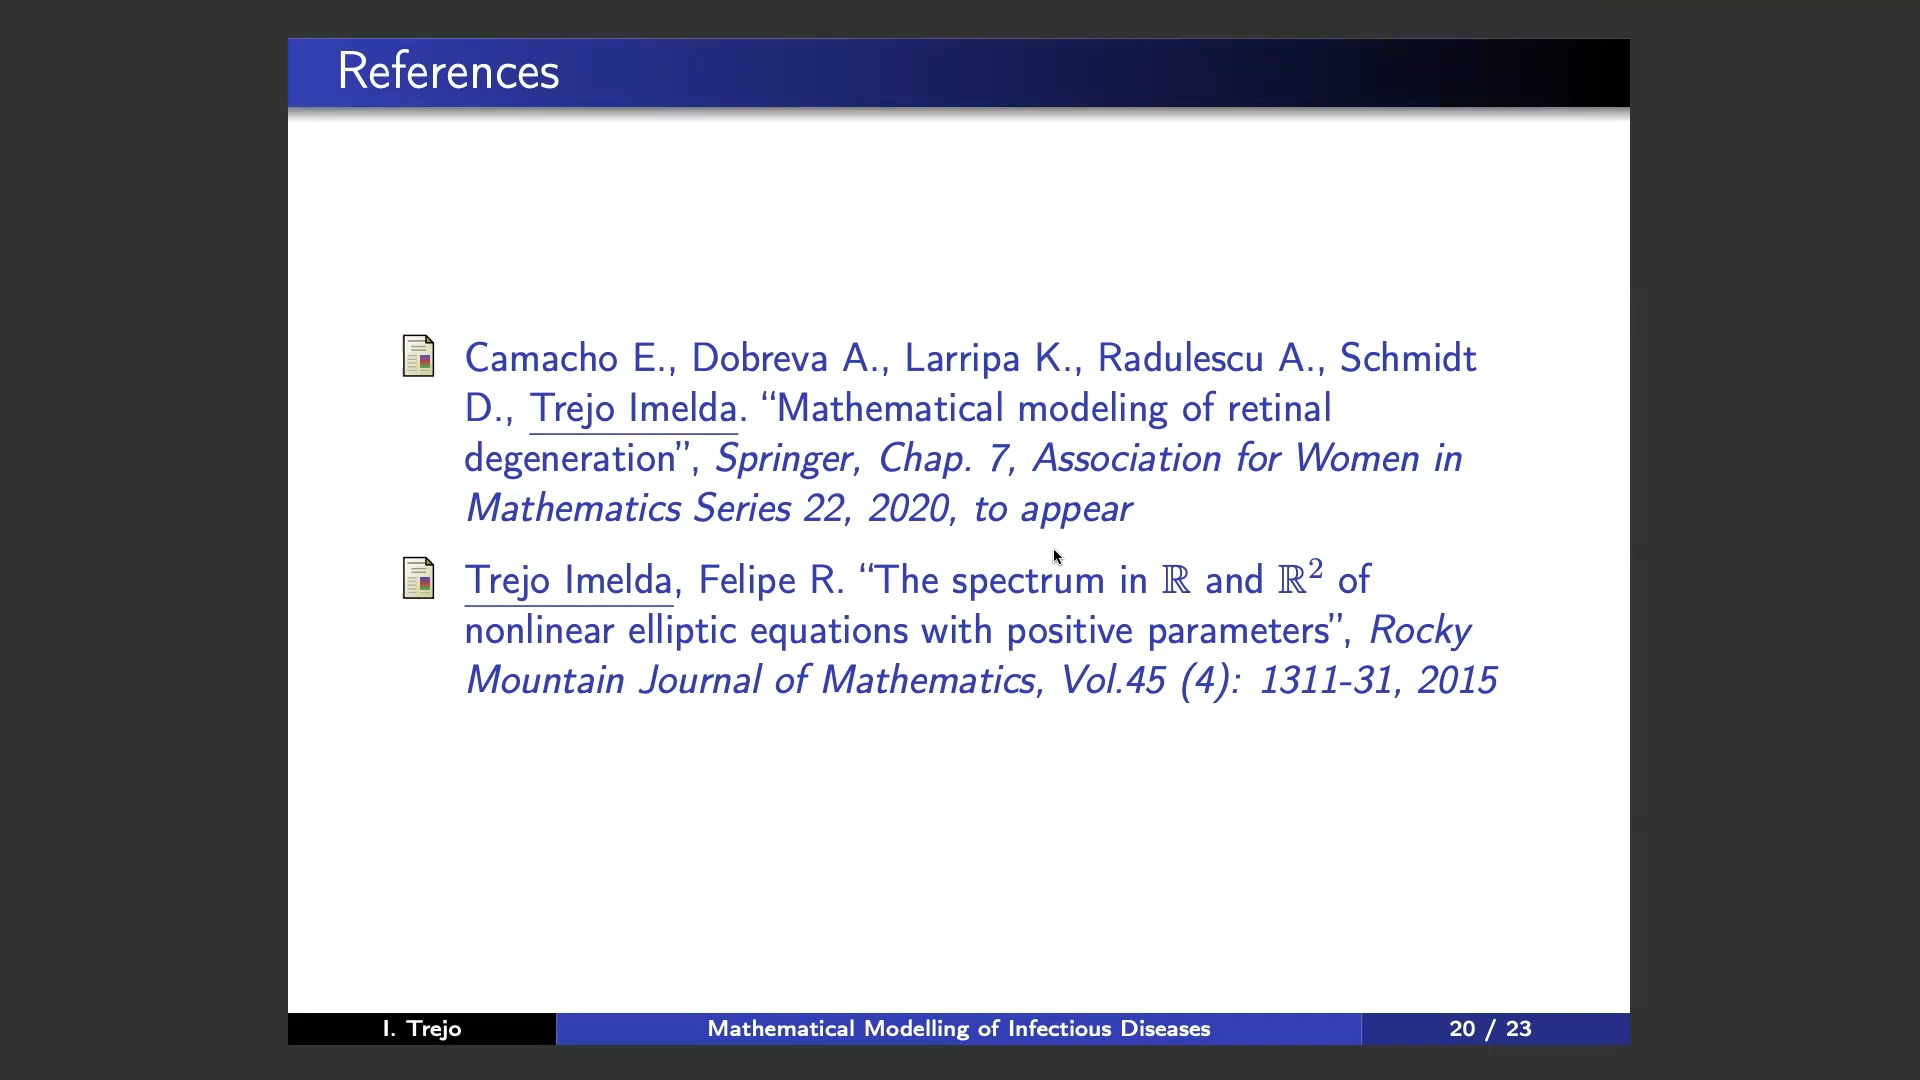 References
Camacho E., Dobreva A., Larripa K., Radulescu A., Schmidt
D., Trejo Imelda. “Mathematical modeling of retinal
degeneration”, Springer, Chap. 7, Association for Women in
Mathematics Series 22, 2020, to appear
Trejo Imelda, Felipe R. “The spectrum in ℝ and ℝ² of
nonlinear elliptic equations with positive parameters”, Rocky
Mountain Journal of Mathematics, Vol.45 (4): 1311-31, 2015
I. Trejo
Mathematical Modelling of Infectious Diseases
20 / 23